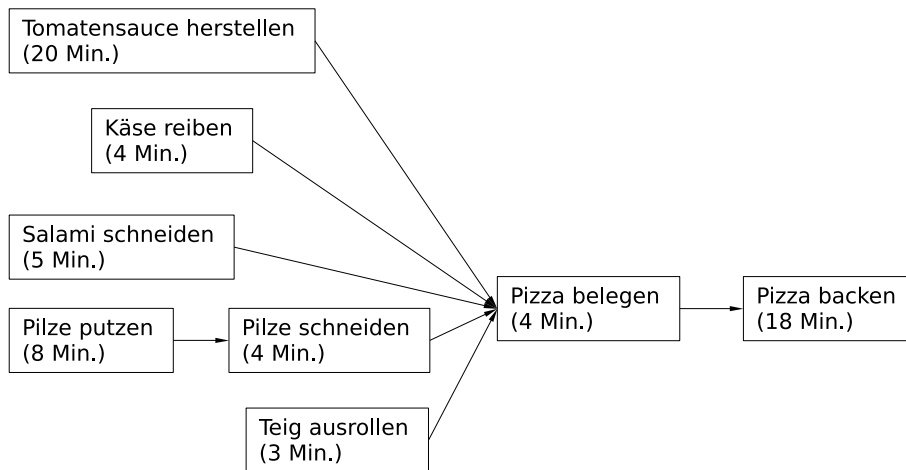 Tomatensauce herstellen
(20 Min.)
Käse reiben
(4 Min.)
Salami schneiden
(5 Min.)
Pilze putzen
(8 Min.)
Pilze schneiden
(4 Min.)
Teig ausrollen
(3 Min.)
Pizza belegen
(4 Min.)
Pizza backen
(18 Min.)